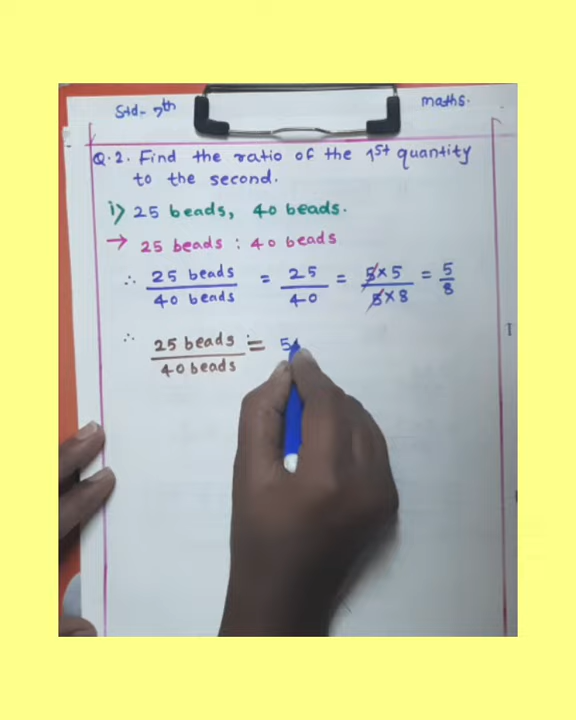 Std- 7th maths.
Q.2. Find the ratio of the 1st quantity
to the second.
i) 25 beads, 40 beads.
→ 25 beads : 40 beads
∴ 25 beads / 40 beads = 25 / 40 = 5×5 / 5×8 = 5/8
∴ 25 beads / 40 beads = 5